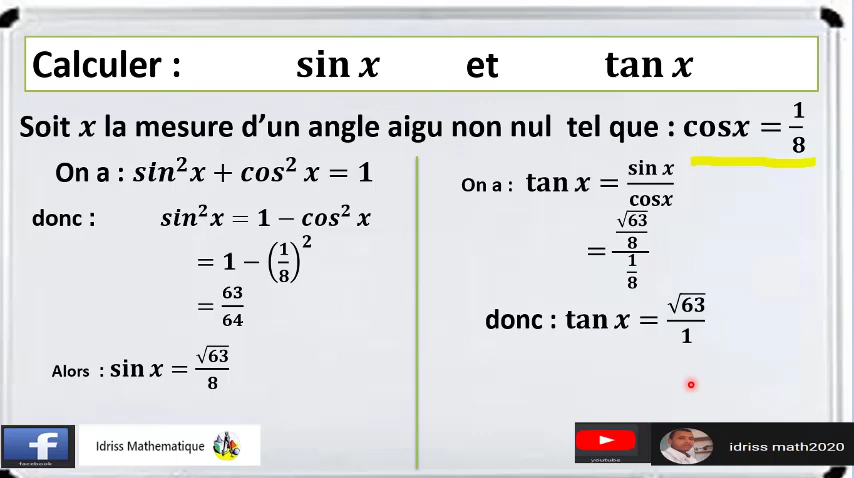 Calculer : sin x et tan x
Soit x la mesure d'un angle aigu non nul tel que : cosx = 1/8
On a : sin²x + cos² x = 1
donc : sin²x = 1 − cos² x
= 1 − (1/8)²
= 63/64
Alors : sin x = √63/8
On a : tan x = sin x/cosx
= (√63/8)/(1/8)
donc : tan x = √63/1
facebook
Idriss Mathematique
youtube
idriss math2020